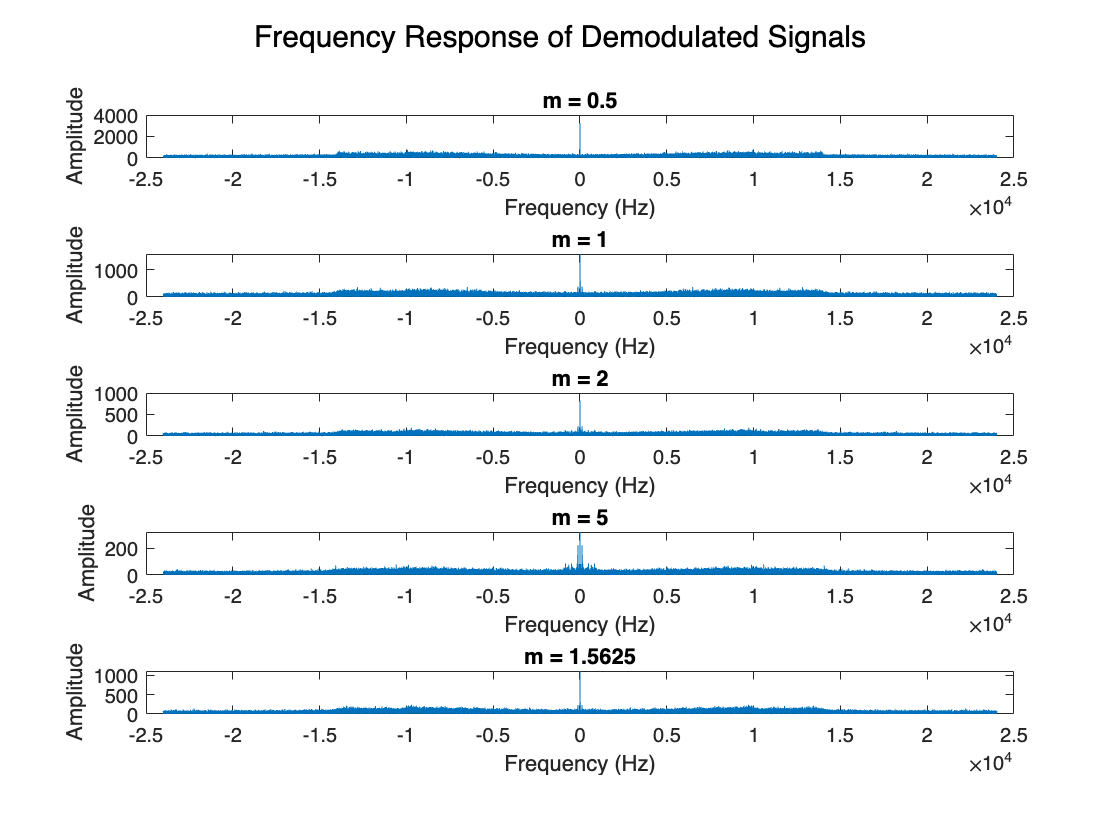 Frequency Response of Demodulated Signals
m = 0.5
Amplitude
4000
2000
0
-2.5 -2 -1.5 -1 -0.5 0 0.5 1 1.5 2 2.5
Frequency (Hz) ×10^4
m = 1
Amplitude
1000
0
-2.5 -2 -1.5 -1 -0.5 0 0.5 1 1.5 2 2.5
Frequency (Hz) ×10^4
m = 2
Amplitude
1000
500
0
-2.5 -2 -1.5 -1 -0.5 0 0.5 1 1.5 2 2.5
Frequency (Hz) ×10^4
m = 5
Amplitude
200
0
-2.5 -2 -1.5 -1 -0.5 0 0.5 1 1.5 2 2.5
Frequency (Hz) ×10^4
m = 1.5625
Amplitude
1000
500
0
-2.5 -2 -1.5 -1 -0.5 0 0.5 1 1.5 2 2.5
Frequency (Hz) ×10^4